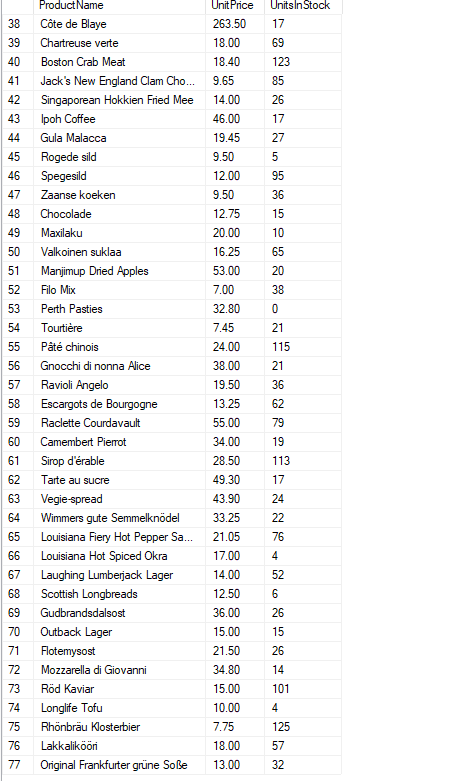 ProductName UnitPrice UnitsInStock
38 Côte de Blaye 263.50 17
39 Chartreuse verte 18.00 69
40 Boston Crab Meat 18.40 123
41 Jack's New England Clam Cho... 9.65 85
42 Singaporean Hokkien Fried Mee 14.00 26
43 Ipoh Coffee 46.00 17
44 Gula Malacca 19.45 27
45 Rogede sild 9.50 5
46 Spegesild 12.00 95
47 Zaanse koeken 9.50 36
48 Chocolade 12.75 15
49 Maxilaku 20.00 10
50 Valkoinen suklaa 16.25 65
51 Manjimup Dried Apples 53.00 20
52 Filo Mix 7.00 38
53 Perth Pasties 32.80 0
54 Tourtière 7.45 21
55 Pâté chinois 24.00 115
56 Gnocchi di nonna Alice 38.00 21
57 Ravioli Angelo 19.50 36
58 Escargots de Bourgogne 13.25 62
59 Raclette Courdavault 55.00 79
60 Camembert Pierrot 34.00 19
61 Sirop d'érable 28.50 113
62 Tarte au sucre 49.30 17
63 Vegie-spread 43.90 24
64 Wimmers gute Semmelknödel 33.25 22
65 Louisiana Fiery Hot Pepper Sa... 21.05 76
66 Louisiana Hot Spiced Okra 17.00 4
67 Laughing Lumberjack Lager 14.00 52
68 Scottish Longbreads 12.50 6
69 Gudbrandsdalsost 36.00 26
70 Outback Lager 15.00 15
71 Flotemysost 21.50 26
72 Mozzarella di Giovanni 34.80 14
73 Röd Kaviar 15.00 101
74 Longlife Tofu 10.00 4
75 Rhönbräu Klosterbier 7.75 125
76 Lakkalikööri 18.00 57
77 Original Frankfurter grüne Soße 13.00 32